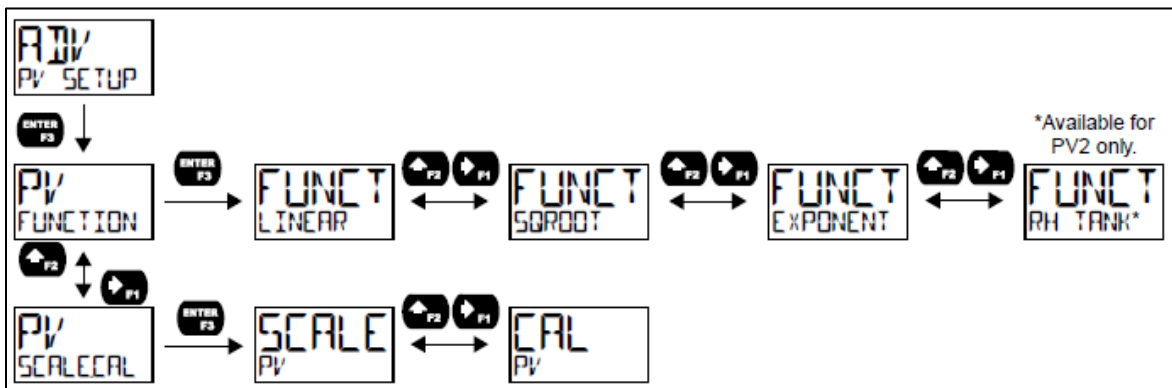 ADV
PV SETUP
ENTER
F3
*Available for
PV2 only.
PV
FUNCTION
ENTER
F3
FUNCT
LINEAR
F2 F1
FUNCT
SQROOT
F2 F1
FUNCT
EXPONENT
F2 F1
FUNCT
RH TANK*
F2
F1
PV
SCALECAL
ENTER
F3
SCALE
PV
F2 F1
CAL
PV